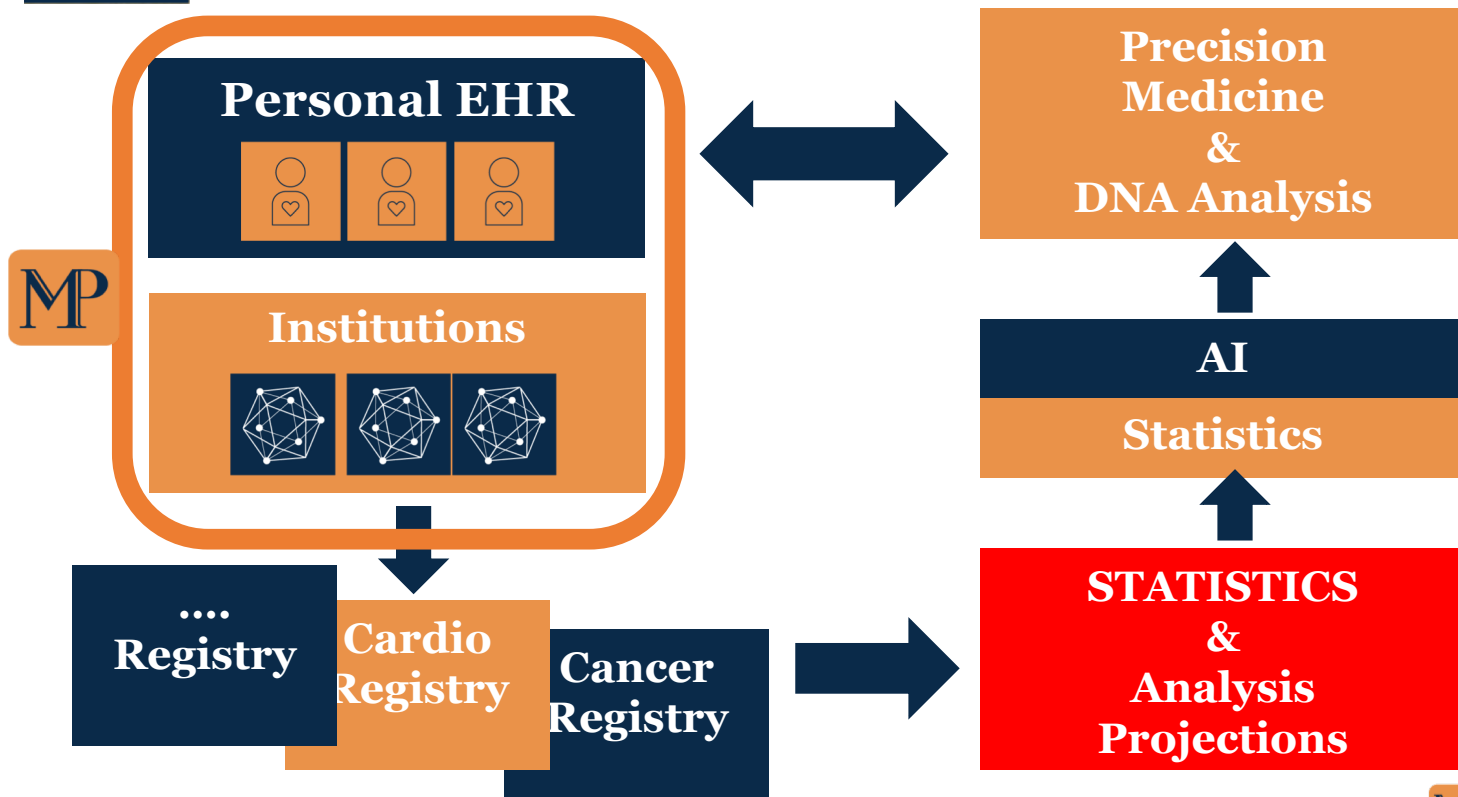 Personal EHR
MP
Institutions
....
Registry
Cardio
Registry
Cancer
Registry
Precision
Medicine
&
DNA Analysis
AI
Statistics
STATISTICS
&
Analysis
Projections